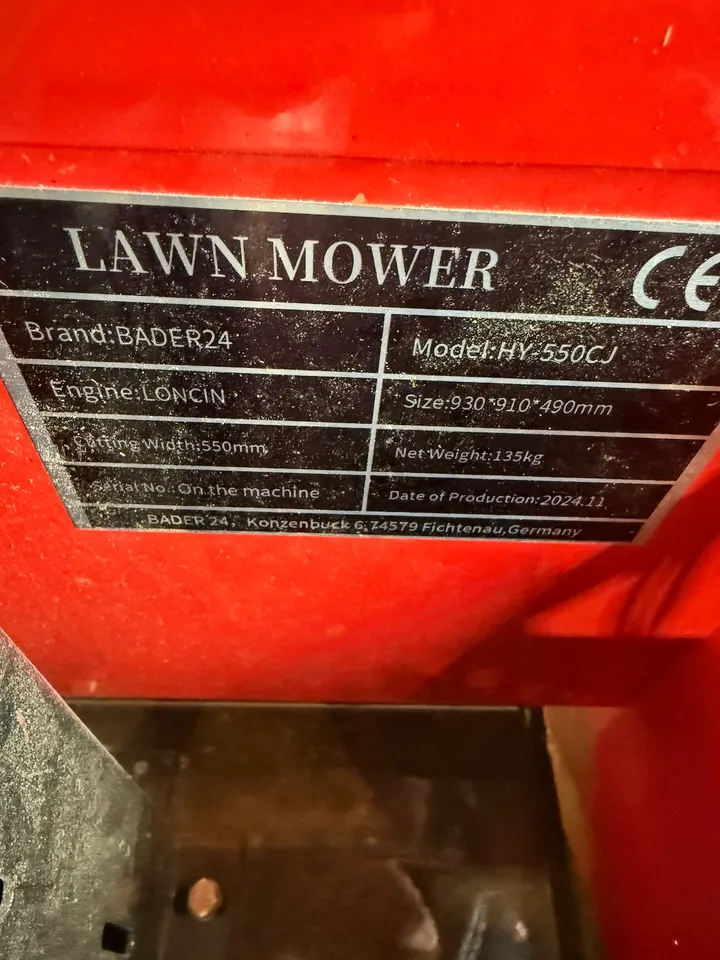 LAWN MOWER CE
Brand:BADER24 Model:HY-550CJ
Engine:LONCIN Size:930*910*490mm
Cutting Width:550mm Net Weight:135kg
Serial No.:On the machine Date of Production:2024.11
BADER 24, Konzenbuck 6,74579 Fichtenau,Germany